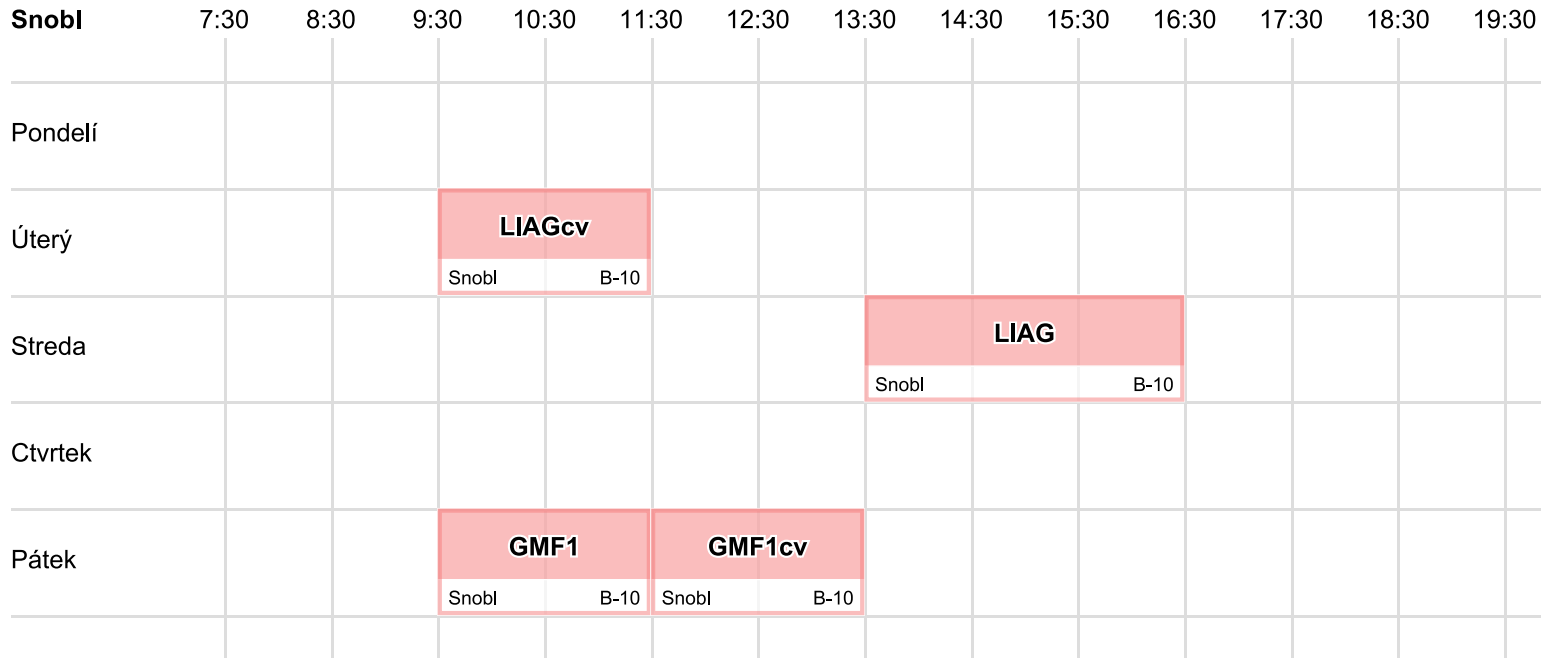 Snobl 7:30 8:30 9:30 10:30 11:30 12:30 13:30 14:30 15:30 16:30 17:30 18:30 19:30
Pondelí
Úterý
LIAGcv
Snobl B-10
Streda
LIAG
Snobl B-10
Ctvrtek
Pátek
GMF1 GMF1cv
Snobl B-10 Snobl B-10